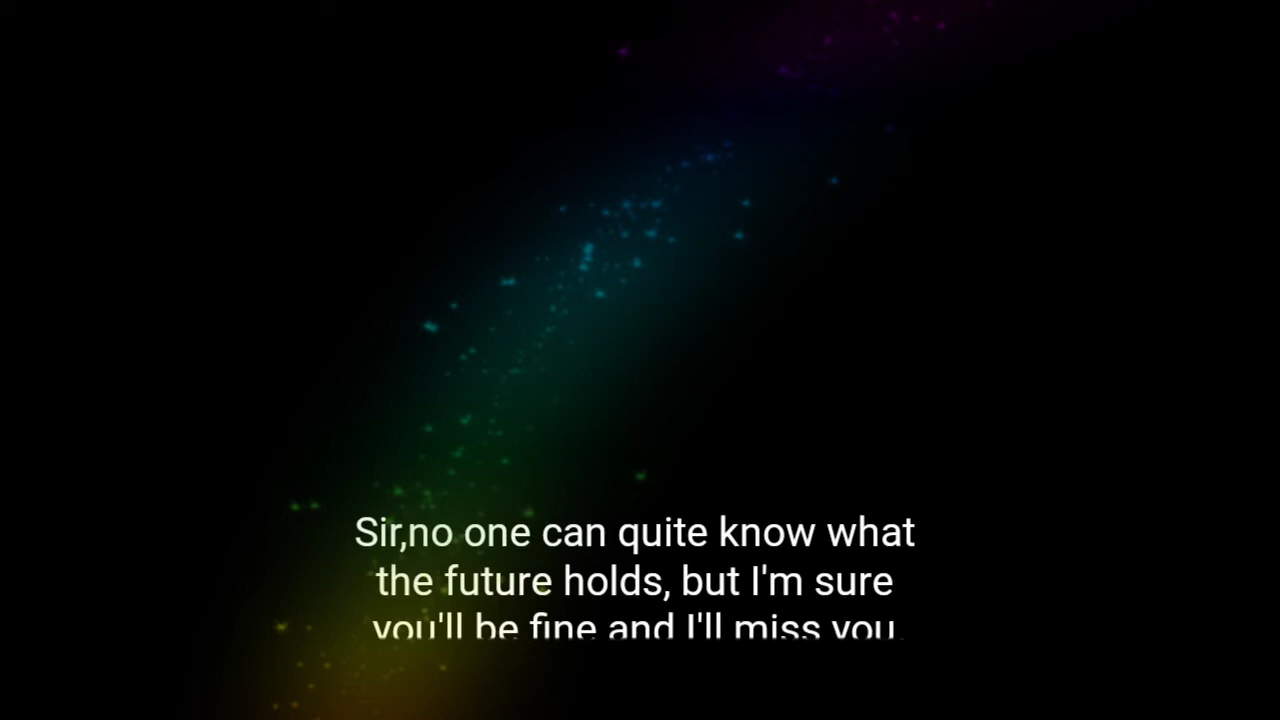 Sir,no one can quite know what
the future holds, but I'm sure
you'll be fine and I'll miss you.